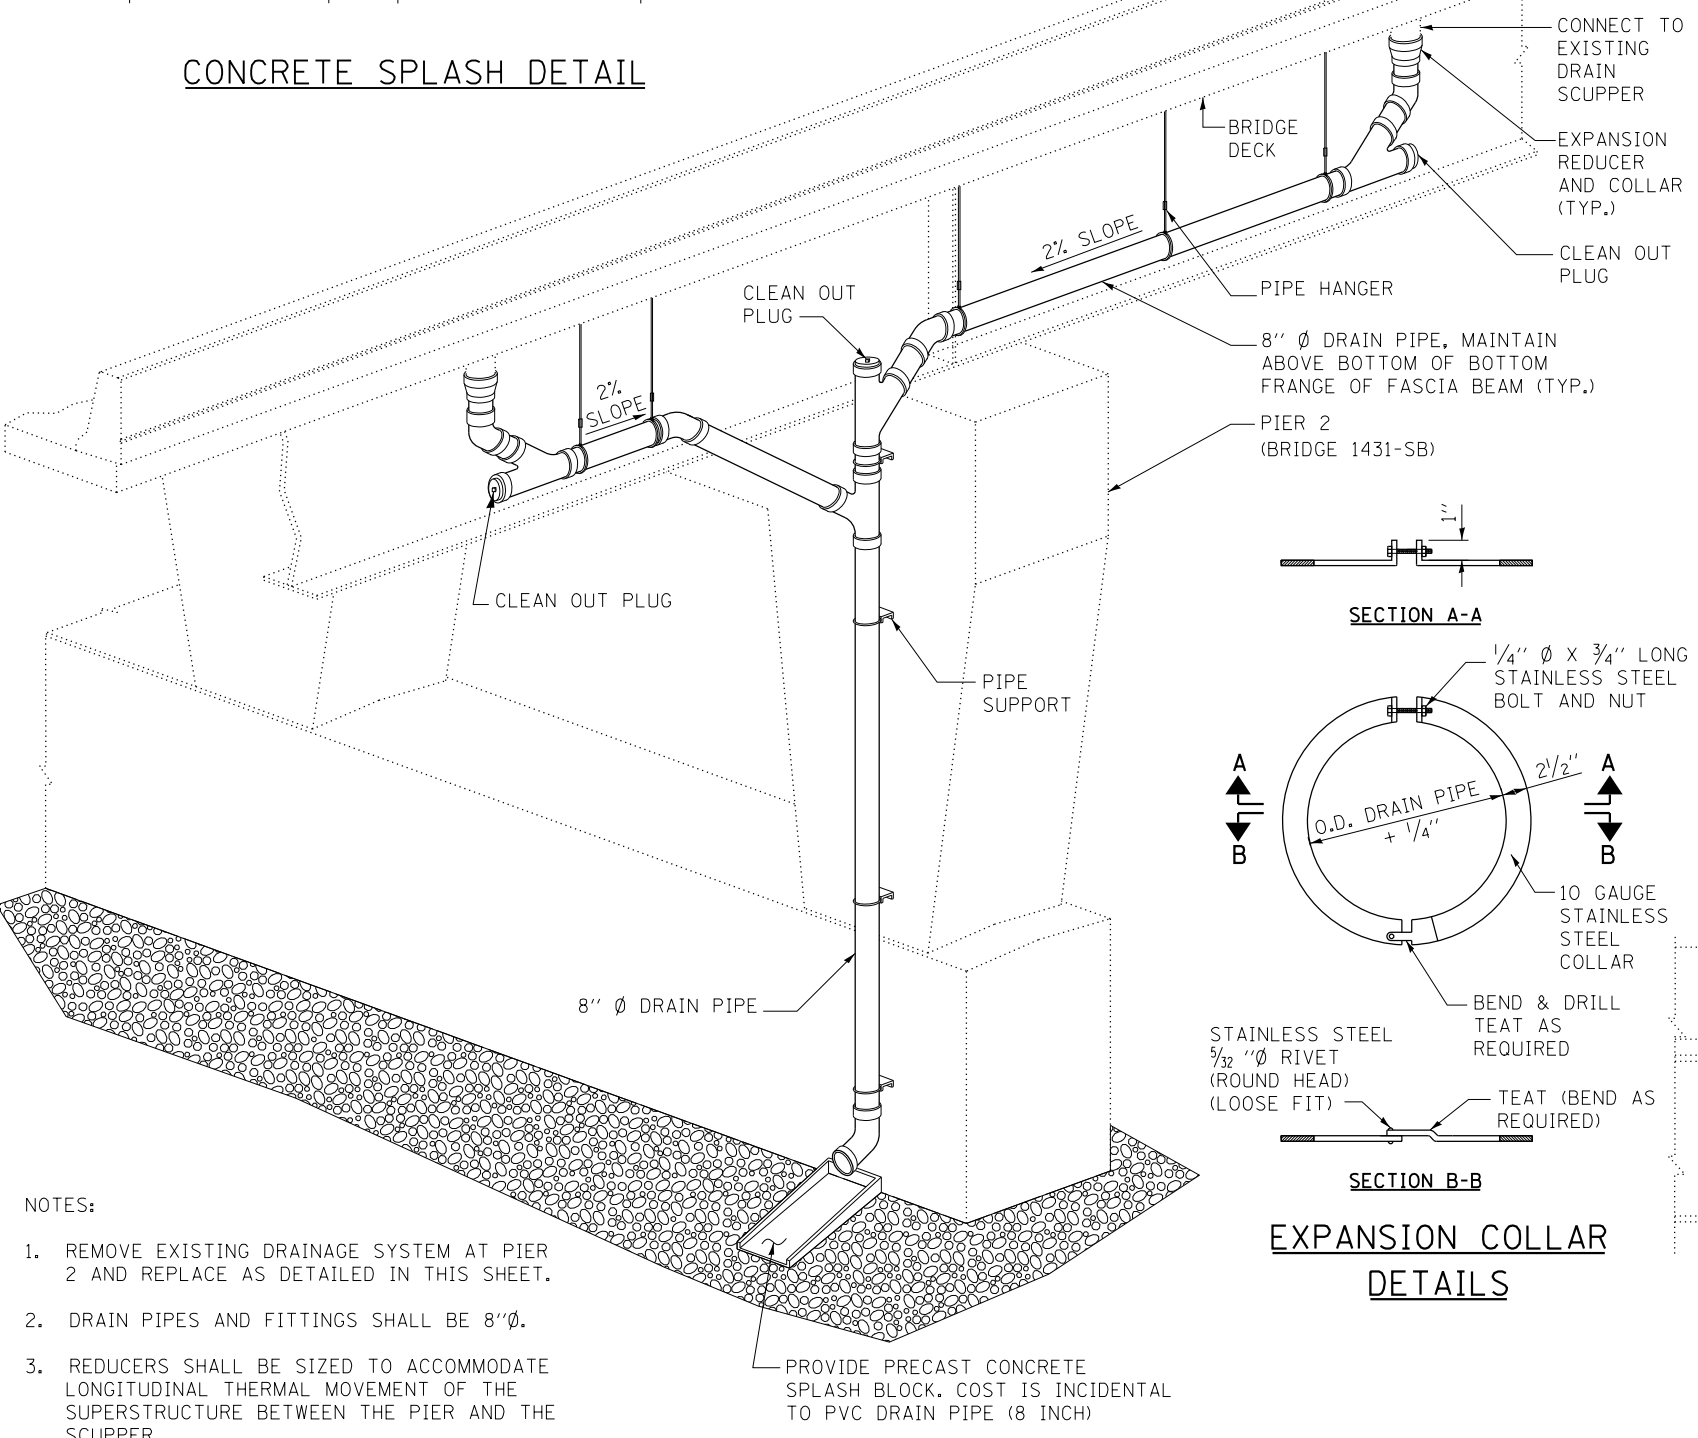 CONCRETE SPLASH DETAIL
CONNECT TO
EXISTING
DRAIN
SCUPPER
BRIDGE
DECK
EXPANSION
REDUCER
AND COLLAR
(TYP.)
2% SLOPE
CLEAN OUT
PLUG
CLEAN OUT
PLUG
PIPE HANGER
8'' Ø DRAIN PIPE, MAINTAIN
ABOVE BOTTOM OF BOTTOM
FRANGE OF FASCIA BEAM (TYP.)
2%
SLOPE
PIER 2
(BRIDGE 1431-SB)
1''
CLEAN OUT PLUG
SECTION A-A
1/4'' Ø X 3/4'' LONG
STAINLESS STEEL
BOLT AND NUT
PIPE
SUPPORT
A
A
2 1/2''
O.D. DRAIN PIPE
+ 1/4''
B
B
10 GAUGE
STAINLESS
STEEL
COLLAR
8'' Ø DRAIN PIPE
BEND & DRILL
TEAT AS
REQUIRED
STAINLESS STEEL
5/32 ''Ø RIVET
(ROUND HEAD)
(LOOSE FIT)
TEAT (BEND AS
REQUIRED)
SECTION B-B
EXPANSION COLLAR
DETAILS
NOTES:
1. REMOVE EXISTING DRAINAGE SYSTEM AT PIER
2 AND REPLACE AS DETAILED IN THIS SHEET.
2. DRAIN PIPES AND FITTINGS SHALL BE 8''Ø.
3. REDUCERS SHALL BE SIZED TO ACCOMMODATE
LONGITUDINAL THERMAL MOVEMENT OF THE
SUPERSTRUCTURE BETWEEN THE PIER AND THE
SCUPPER
PROVIDE PRECAST CONCRETE
SPLASH BLOCK. COST IS INCIDENTAL
TO PVC DRAIN PIPE (8 INCH)